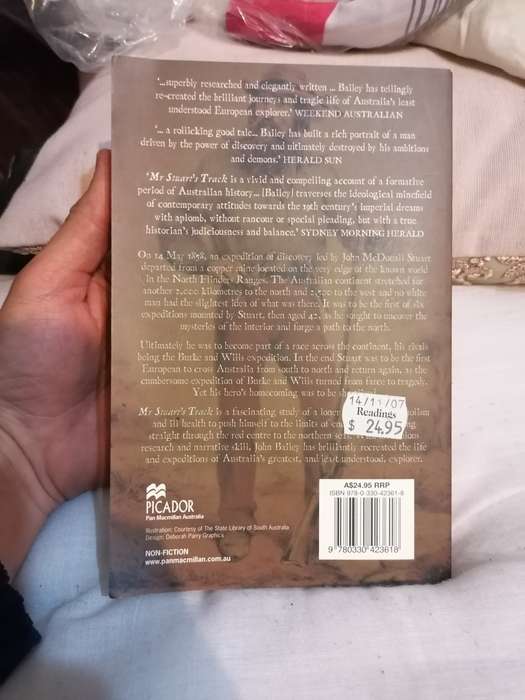 '...superbly researched and elegantly written ... Bailey has tellingly
re-created the brilliant journeys and tragic life of Australia's least
understood European explorer.' WEEKEND AUSTRALIAN
'... a rollicking good tale... Bailey has built a rich portrait of a man
driven by the power of discovery and ultimately destroyed by his ambitions
and demons.' HERALD SUN
'Mr Stuart's Track is a vivid and compelling account of a formative
period of Australian history... [Bailey] traverses the ideological minefield
of contemporary attitudes towards the 19th century's imperial dreams
with aplomb, without rancour or special pleading, but with a true
historian's judiciousness and balance.' SYDNEY MORNING HERALD
On 14 May 1858, an expedition of discovery led by John McDouall Stuart
departed from a copper mine located on the very edge of the known world
in the North Flinders Ranges. The Australian continent stretched for
another 2,000 kilometres to the north and 2,500 to the west and no white
man had the slightest idea of what was there. It was to be the first of six
expeditions mounted by Stuart, then aged 42, as he sought to uncover the
mysteries of the interior and forge a path to the north.
Ultimately he was to become part of a race across the continent, his rivals
being the Burke and Wills expedition. In the end Stuart was to be the first
European to cross Australia from south to north and return again, as the
cumbersome expedition of Burke and Wills turned from farce to tragedy.
Yet his hero's homecoming was to be
Mr Stuart's Track is a fascinating study of a loner
and ill health to push himself to the limits of
straight through the red centre to the northern
research and narrative skill, John Bailey has brilliantly recreated the life
and expeditions of Australia's greatest, and least understood, explorer.
14/11/07
Readings
$ 24.95
A$24.95 RRP
ISBN 978-0-330-42361-8
9 780330 423618
PICADOR
Pan Macmillan Australia
Illustration: Courtesy of The State Library of South Australia
Design: Deborah Parry Graphics
NON-FICTION
www.panmacmillan.com.au